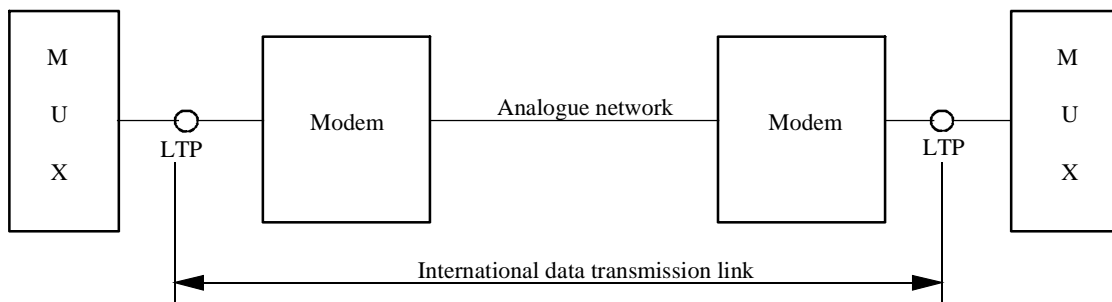 M
U
X
LTP
Modem
Analogue network
Modem
LTP
M
U
X
International data transmission link